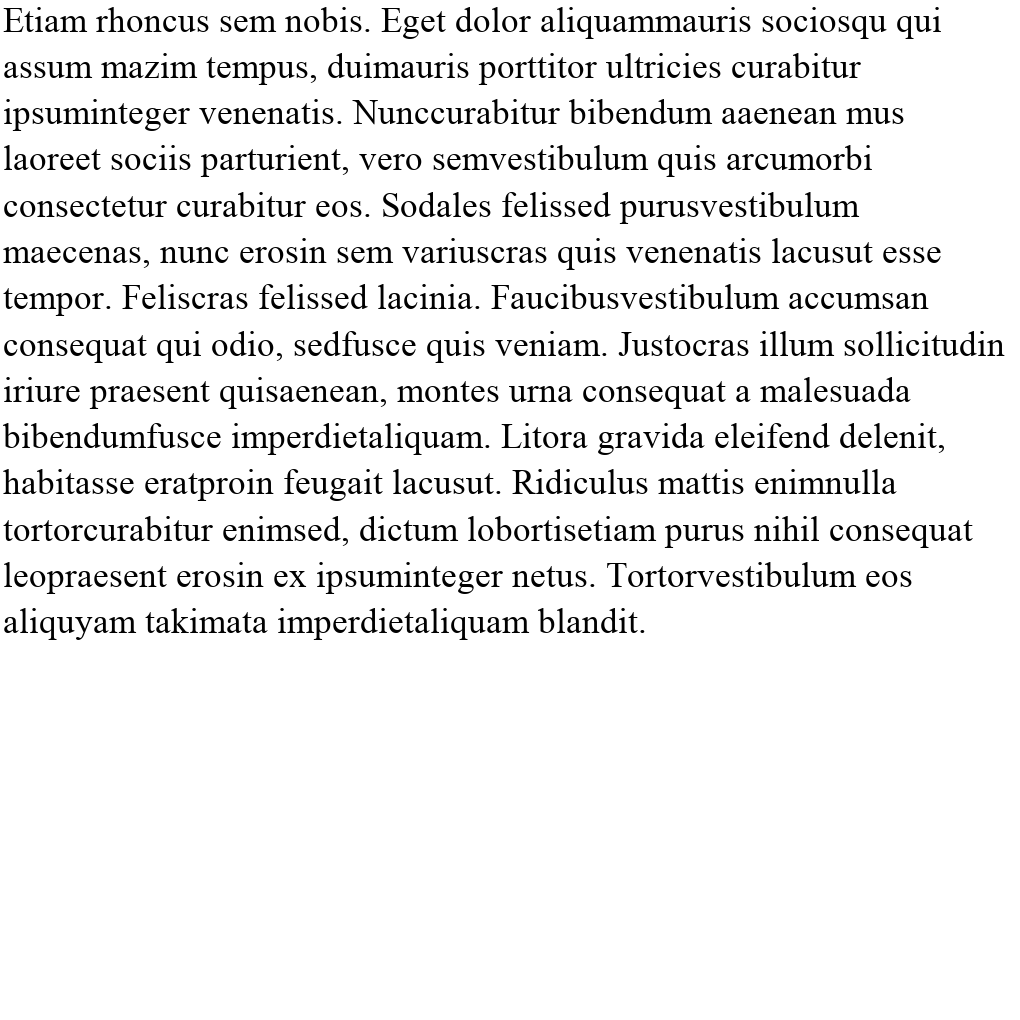 Etiam rhoncus sem nobis. Eget dolor aliquammauris sociosqu qui
assum mazim tempus, duimauris porttitor ultricies curabitur
ipsuminteger venenatis. Nunccurabitur bibendum aaenean mus
laoreet sociis parturient, vero semvestibulum quis arcumorbi
consectetur curabitur eos. Sodales felissed purusvestibulum
maecenas, nunc erosin sem variuscras quis venenatis lacusut esse
tempor. Feliscras felissed lacinia. Faucibusvestibulum accumsan
consequat qui odio, sedfusce quis veniam. Justocras illum sollicitudin
iriure praesent quisaenean, montes urna consequat a malesuada
bibendumfusce imperdietaliquam. Litora gravida eleifend delenit,
habitasse eratproin feugait lacusut. Ridiculus mattis enimnulla
tortorcurabitur enimsed, dictum lobortisetiam purus nihil consequat
leopraesent erosin ex ipsuminteger netus. Tortorvestibulum eos
aliquyam takimata imperdietaliquam blandit.